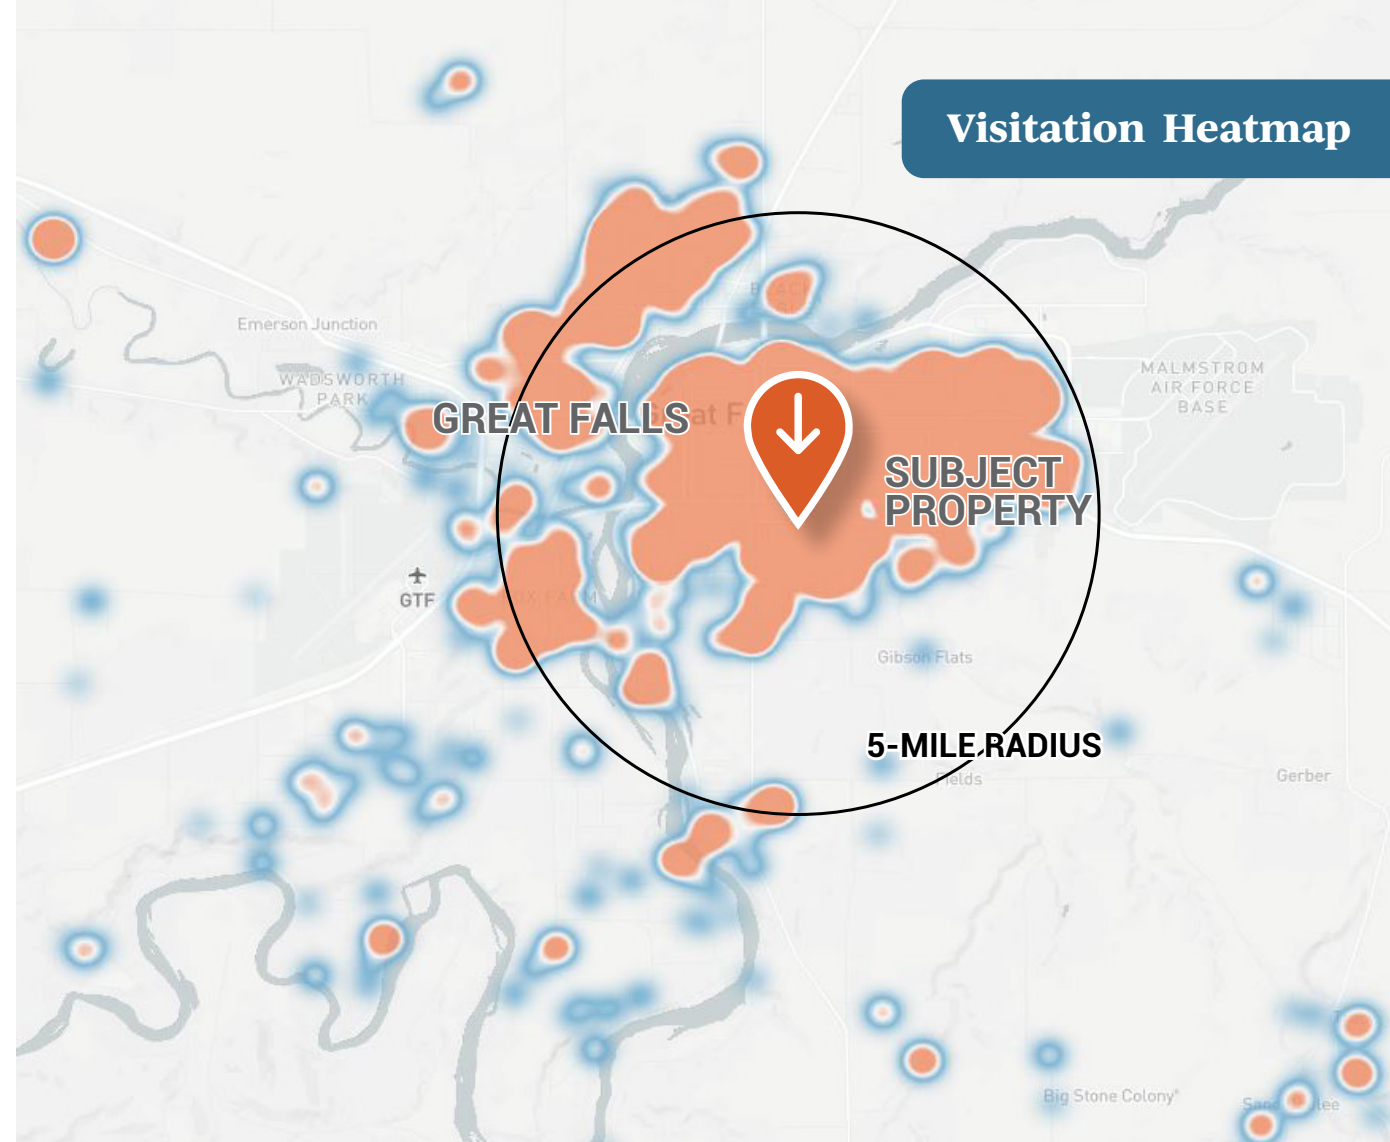 Visitation Heatmap
Emerson Junction
WADSWORTH
PARK
MALMSTROM
AIR FORCE
BASE
GREAT FALLS
SUBJECT
PROPERTY
GTF
Gibson Flats
5-MILE RADIUS
Fields
Gerber
Big Stone Colony